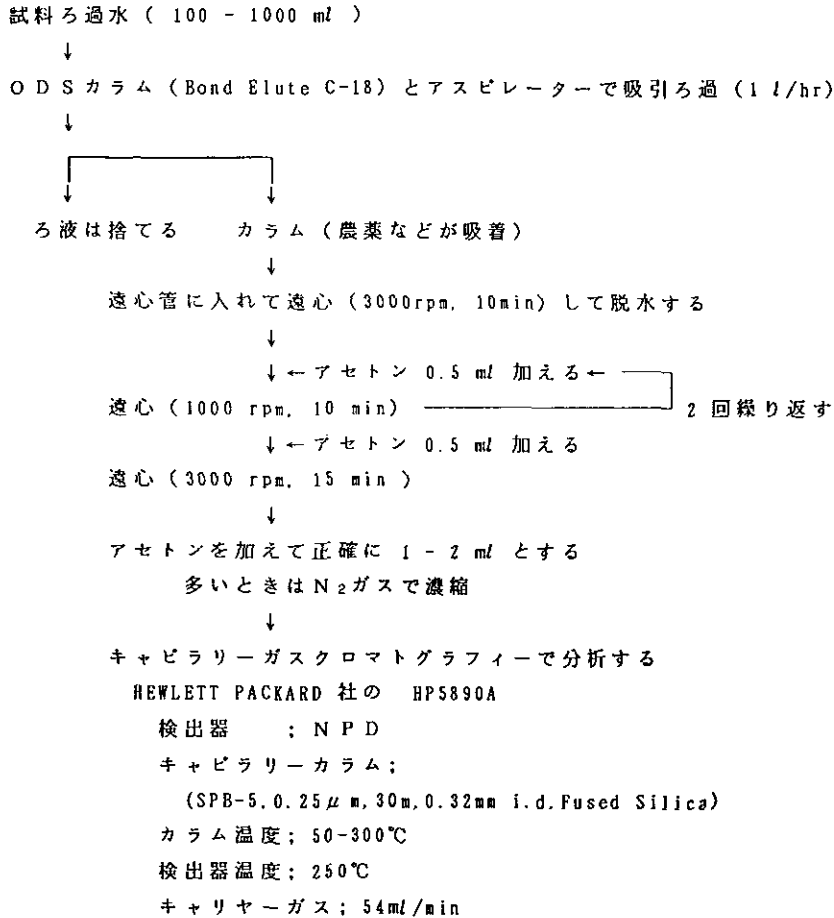 試料ろ過水 ( 100 - 1000 mℓ )
↓
ODSカラム (Bond Elute C-18) とアスピレーターで吸引ろ過 (1 ℓ/hr)
↓
↓ ↓
ろ液は捨てる カラム (農薬などが吸着)
↓
遠心管に入れて遠心 (3000rpm, 10min) して脱水する
↓
↓←アセトン 0.5 mℓ 加える←
遠心 (1000 rpm, 10 min) 2 回繰り返す
↓←アセトン 0.5 mℓ 加える
遠心 (3000 rpm, 15 min )
↓
アセトンを加えて正確に 1 - 2 mℓ とする
多いときはN₂ガスで濃縮
↓
キャピラリーガスクロマトグラフィーで分析する
HEWLETT PACKARD 社の HP5890A
検出器 ; NPD
キャピラリーカラム;
(SPB-5,0.25μm,30m,0.32mm i.d.Fused Silica)
カラム温度; 50-300℃
検出器温度; 250℃
キャリヤーガス; 54mℓ/min